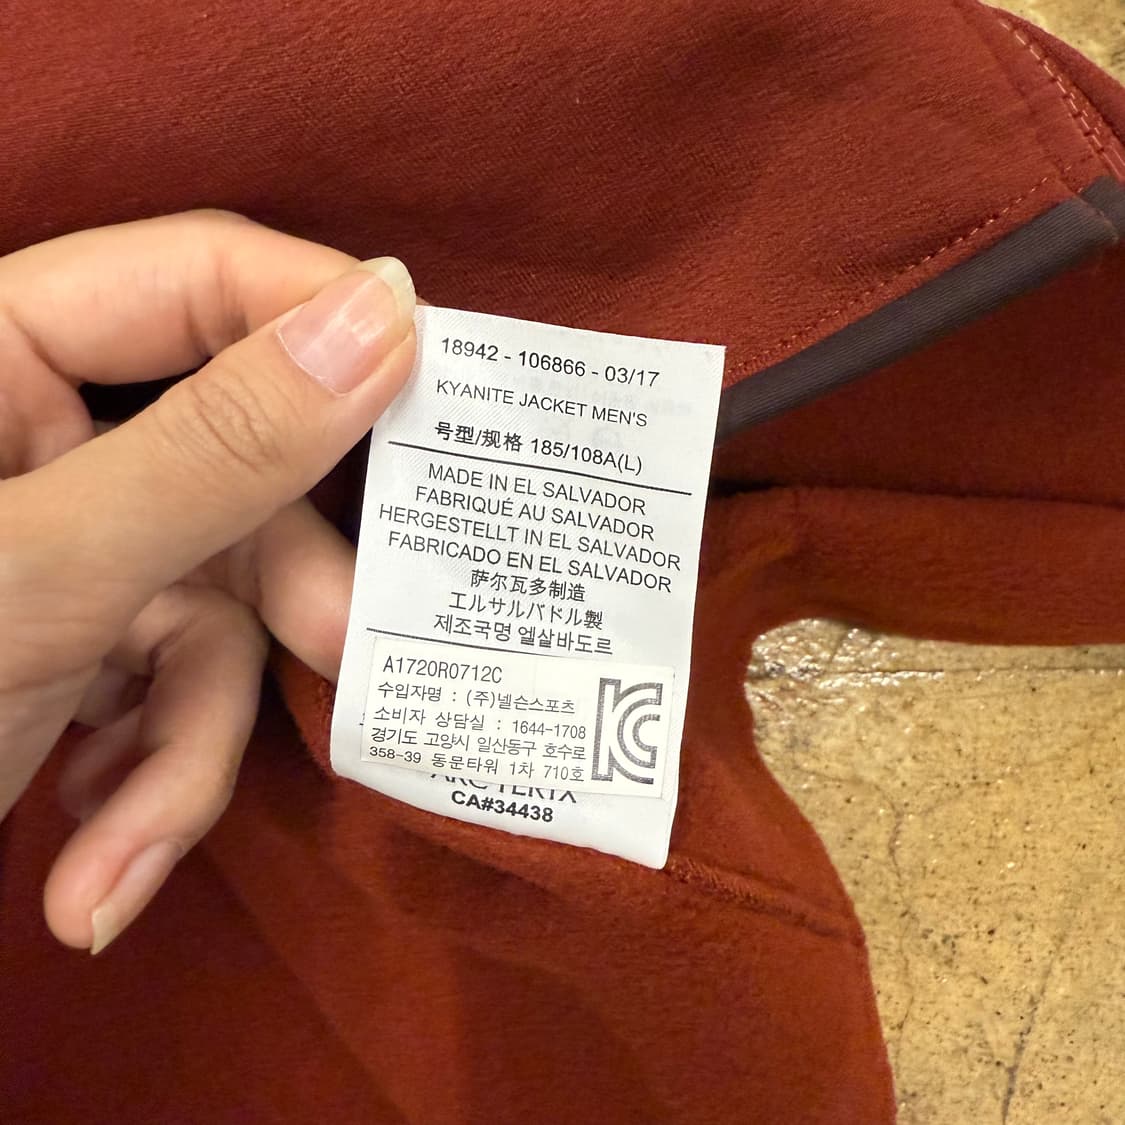 18942 - 106866 - 03/17
KYANITE JACKET MEN'S
号型/规格 185/108A(L)
MADE IN EL SALVADOR
FABRIQUÉ AU SALVADOR
HERGESTELLT IN EL SALVADOR
FABRICADO EN EL SALVADOR
萨尔瓦多制造
エルサルバドル製
제조국명 엘살바도르
A1720R0712C
수입자명 : (주)넬슨스포츠
소비자 상담실 : 1644-1708
경기도 고양시 일산동구 호수로
358-39 동문타워 1차 710호
ARC'TERYX
CA#34438